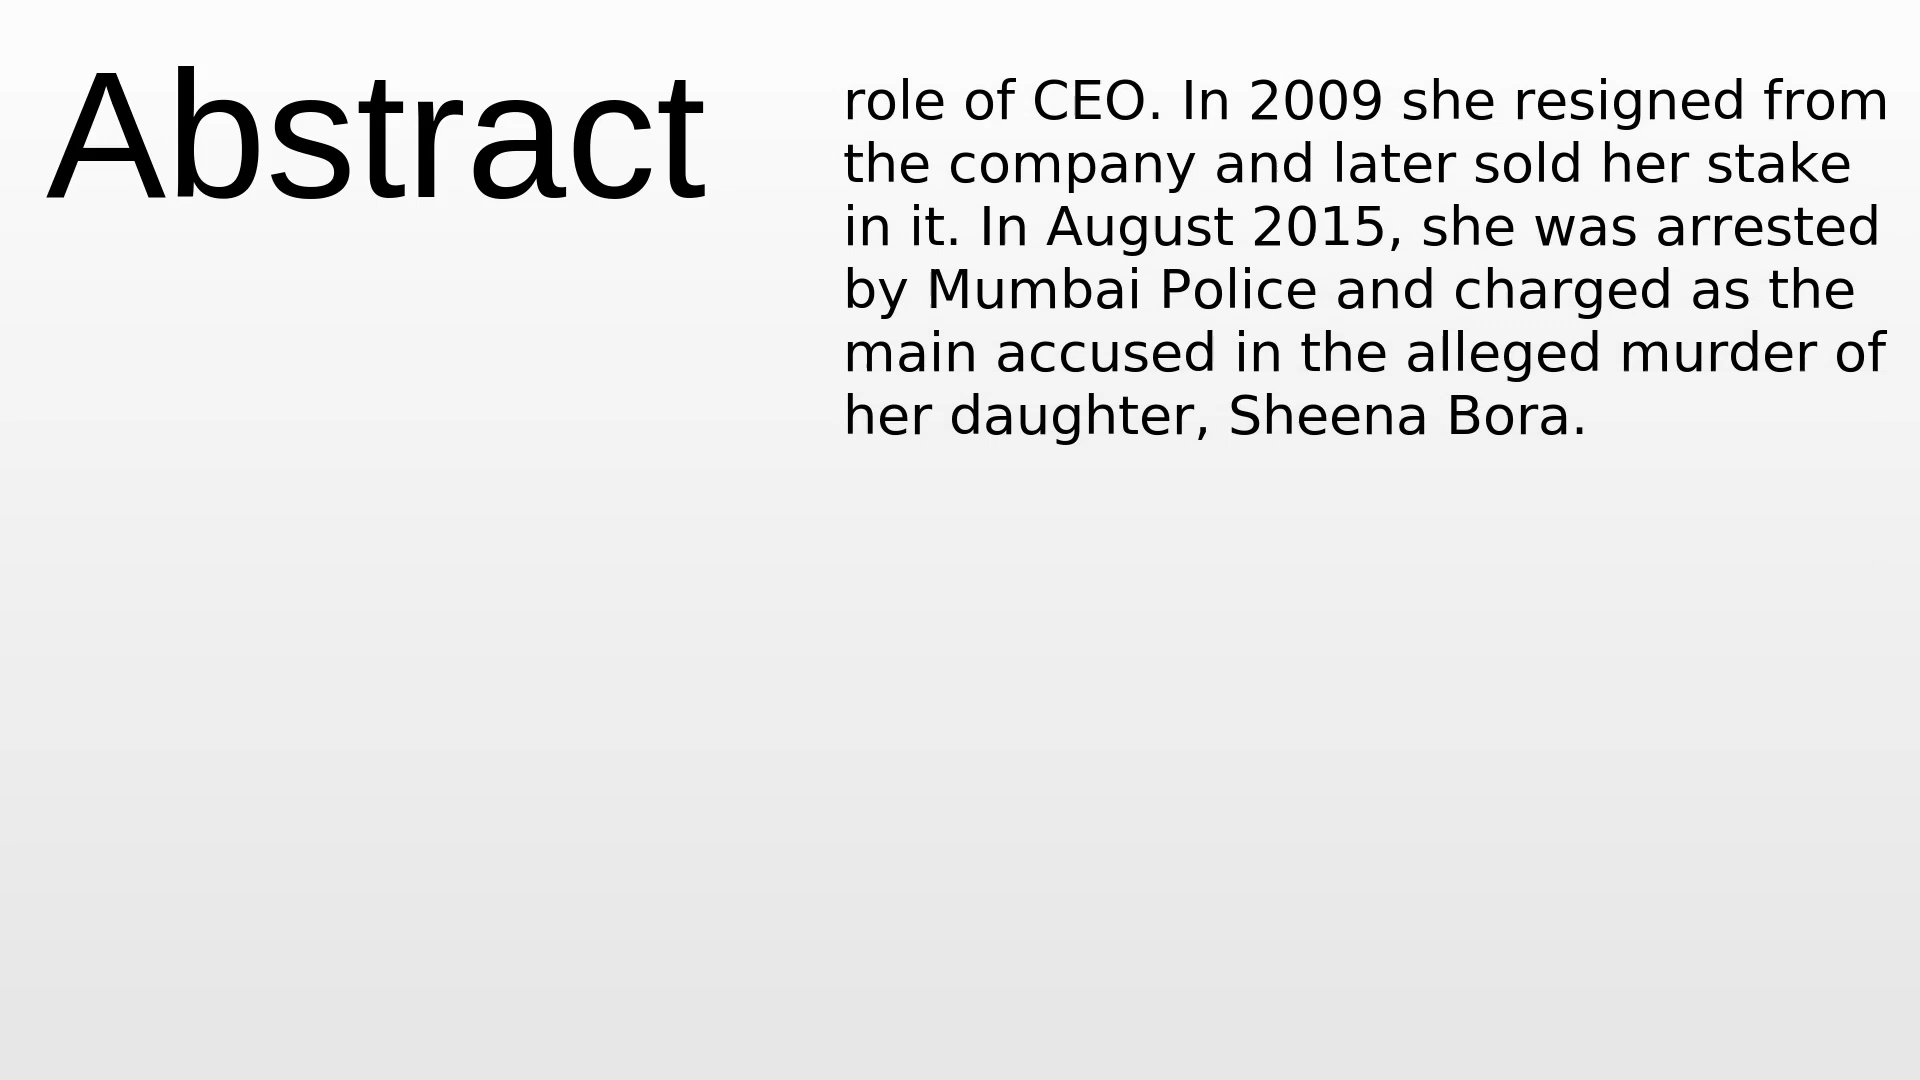 Abstract
role of CEO. In 2009 she resigned from
the company and later sold her stake
in it. In August 2015, she was arrested
by Mumbai Police and charged as the
main accused in the alleged murder of
her daughter, Sheena Bora.